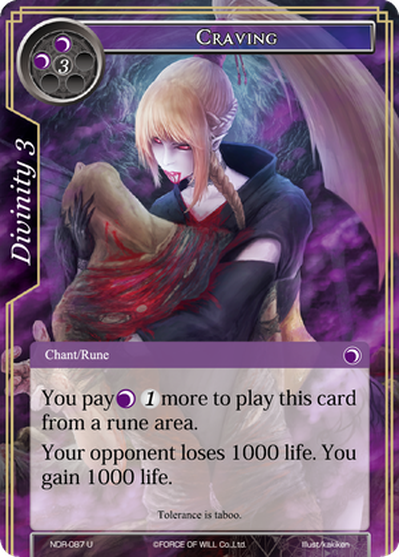 Craving
3
Divinity 3
Chant/Rune
You pay 1 more to play this card
from a rune area.
Your opponent loses 1000 life. You
gain 1000 life.
Tolerance is taboo.
NDR-087 U ©FORCE OF WILL Co.,Ltd. Illust/kakiken